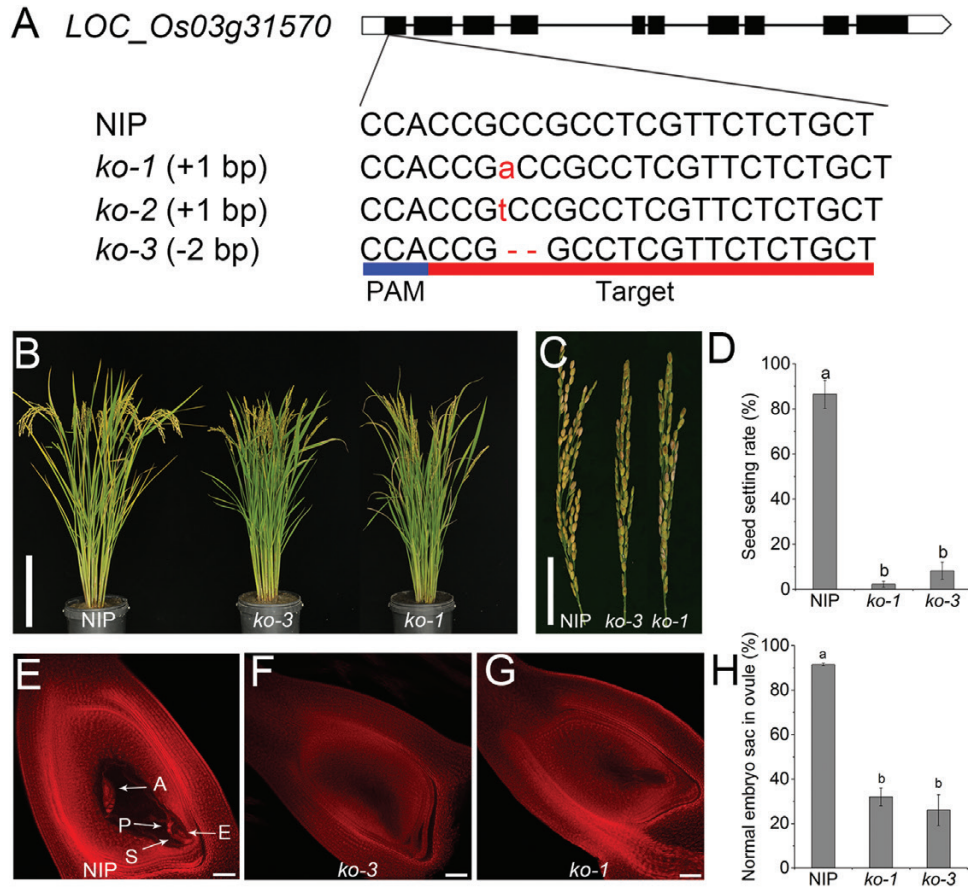 A LOC_Os03g31570
NIP CCACCGCCGCCTCGTTCTCTGCT
ko-1 (+1 bp) CCACCGaCCGCCTCGTTCTCTGCT
ko-2 (+1 bp) CCACCGtCCGCCTCGTTCTCTGCT
ko-3 (-2 bp) CCACCG--GCCTCGTTCTCTGCT
PAM Target
B
NIP ko-3 ko-1
C
NIP ko-3 ko-1
D
Seed setting rate (%)
100
80
60
40
20
0
a
b
b
NIP ko-1 ko-3
E
A
P
E
S
NIP
F
ko-3
G
ko-1
H
Normal embryo sac in ovule (%)
100
80
60
40
20
0
a
b
b
NIP ko-1 ko-3